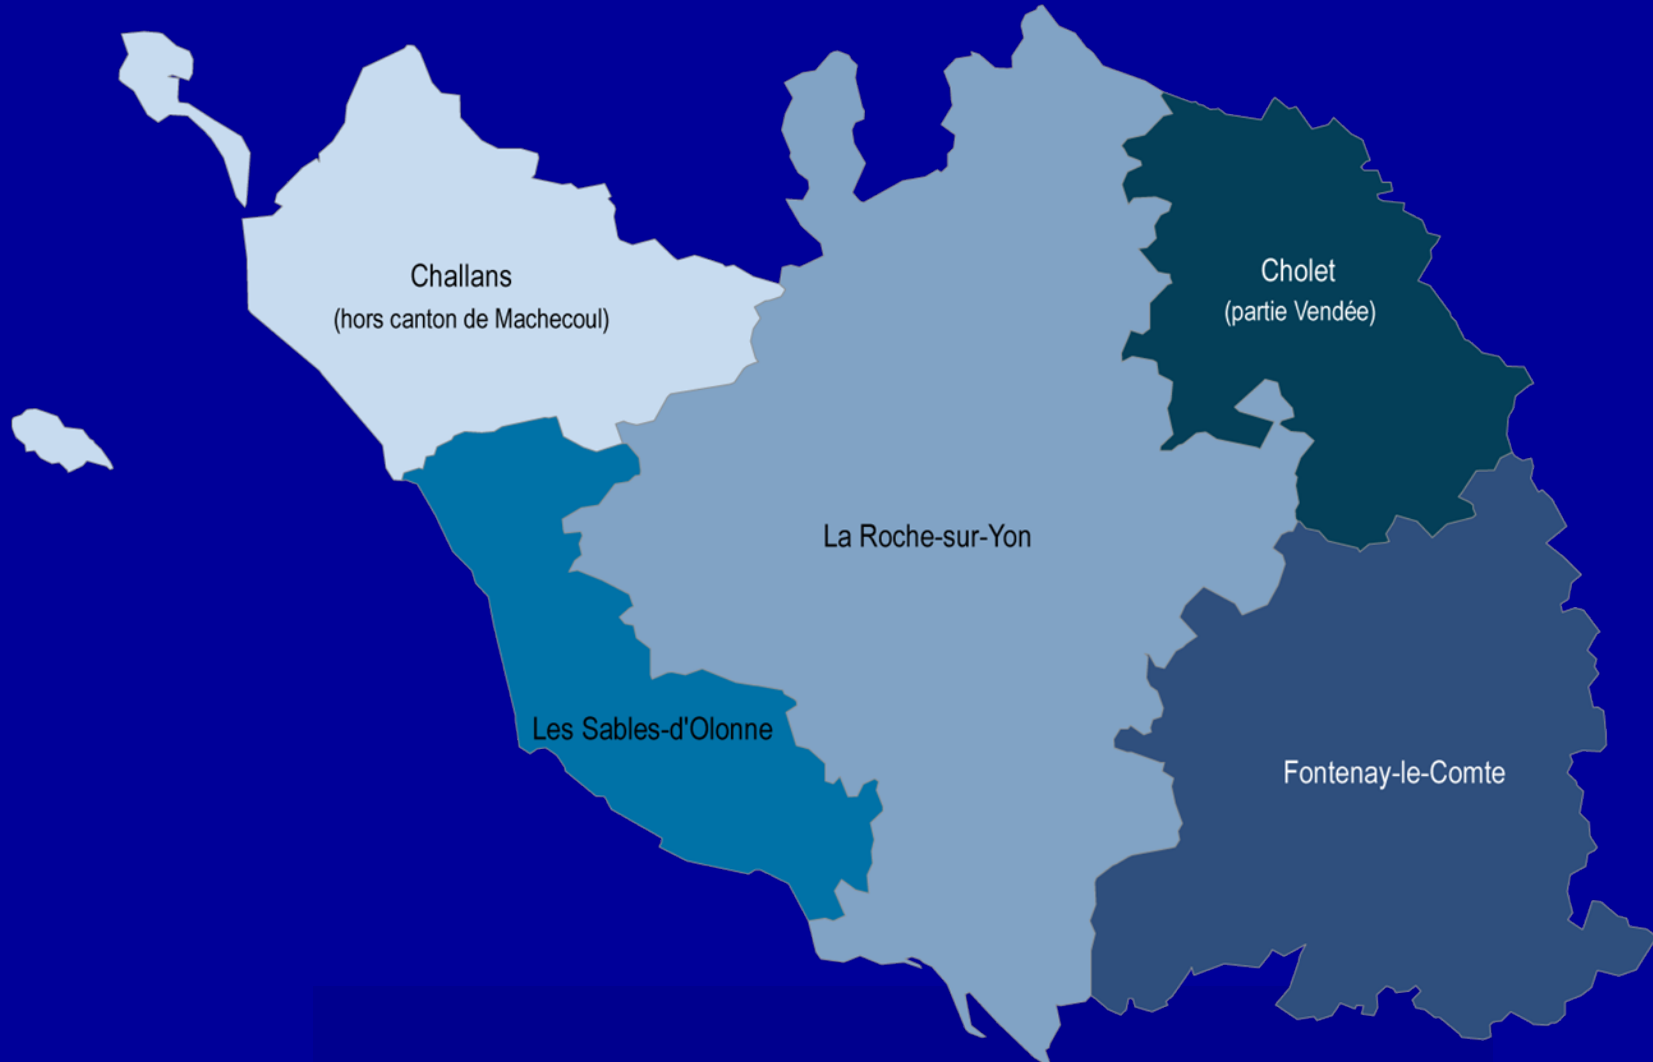 Challans
(hors canton de Machecoul)
Cholet
(partie Vendée)
La Roche-sur-Yon
Les Sables-d'Olonne
Fontenay-le-Comte